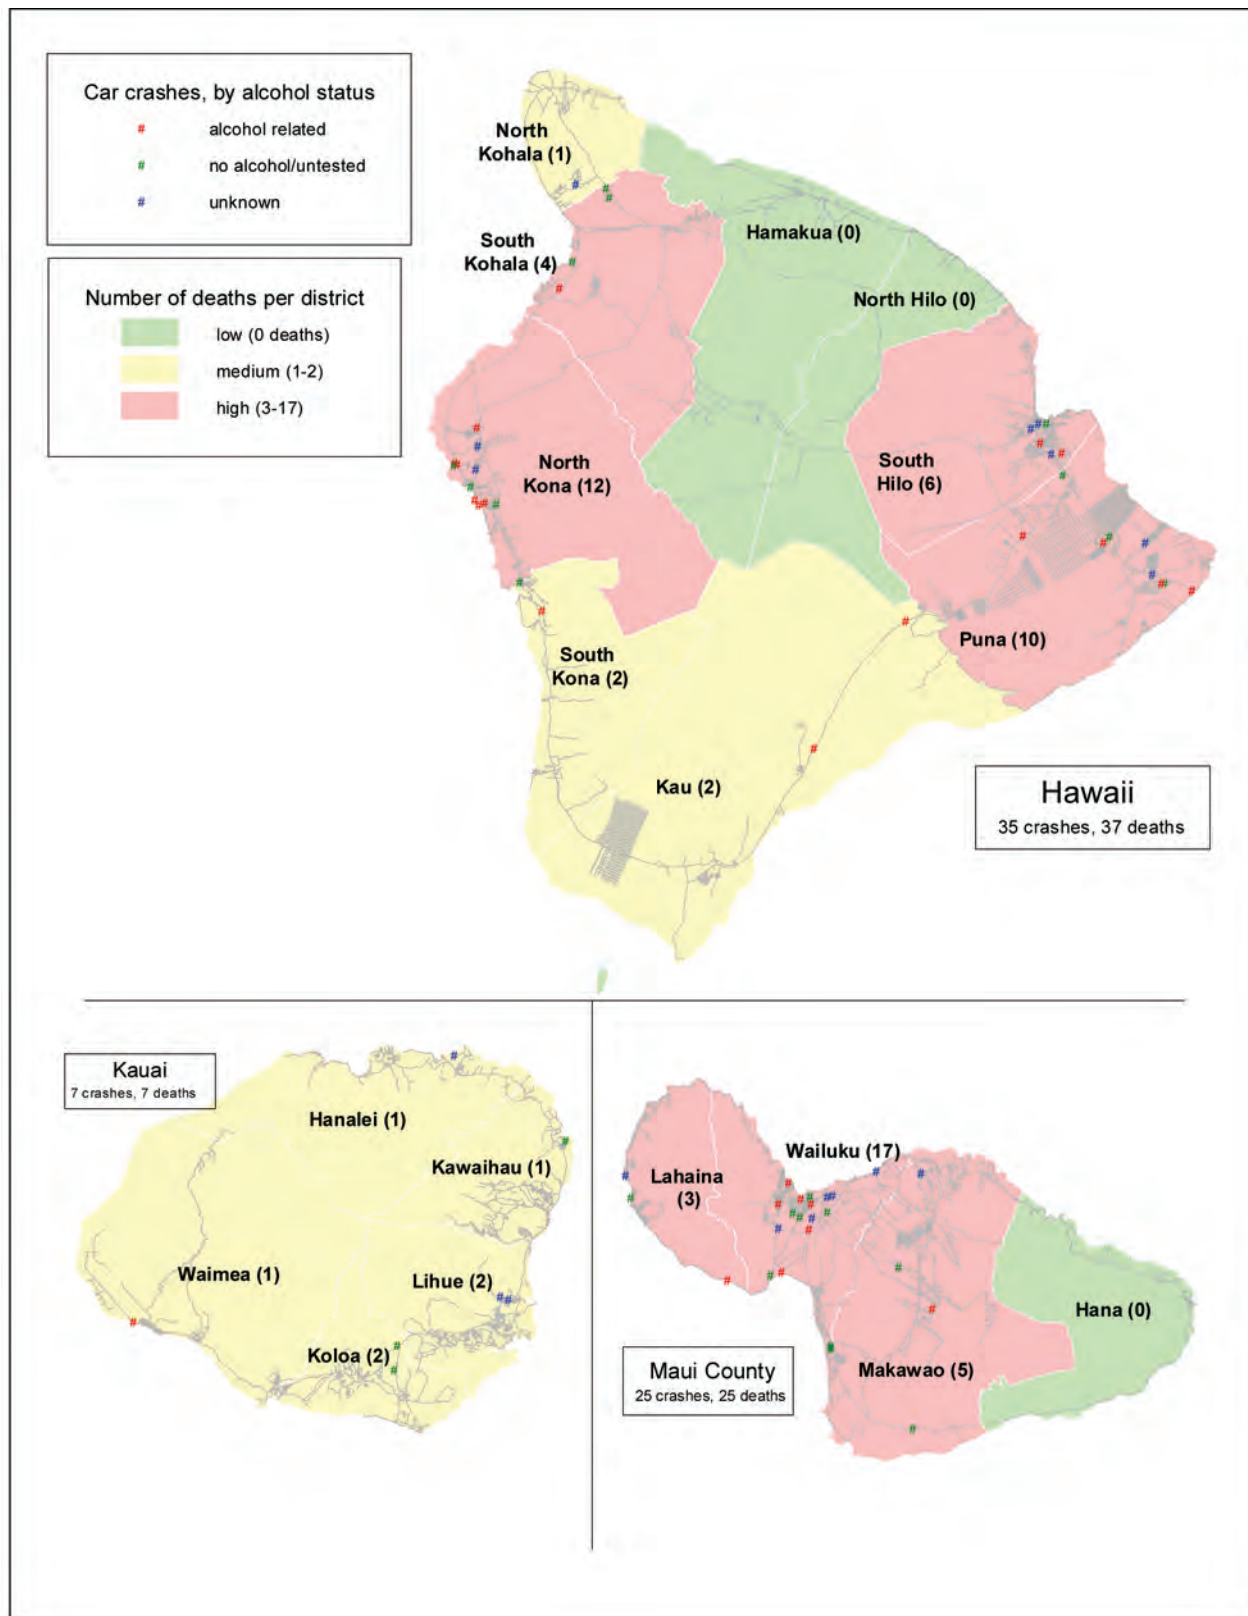 Car crashes, by alcohol status
# alcohol related
# no alcohol/untested
# unknown
Number of deaths per district
low (0 deaths)
medium (1-2)
high (3-17)
North
Kohala (1)
South
Kohala (4)
Hamakua (0)
North Hilo (0)
North
Kona (12)
South
Hilo (6)
Puna (10)
South
Kona (2)
Kau (2)
Hawaii
35 crashes, 37 deaths
Kauai
7 crashes, 7 deaths
Hanalei (1)
Kawaihau (1)
Waimea (1)
Lihue (2)
Koloa (2)
Wailuku (17)
Lahaina
(3)
Hana (0)
Makawao (5)
Maui County
25 crashes, 25 deaths